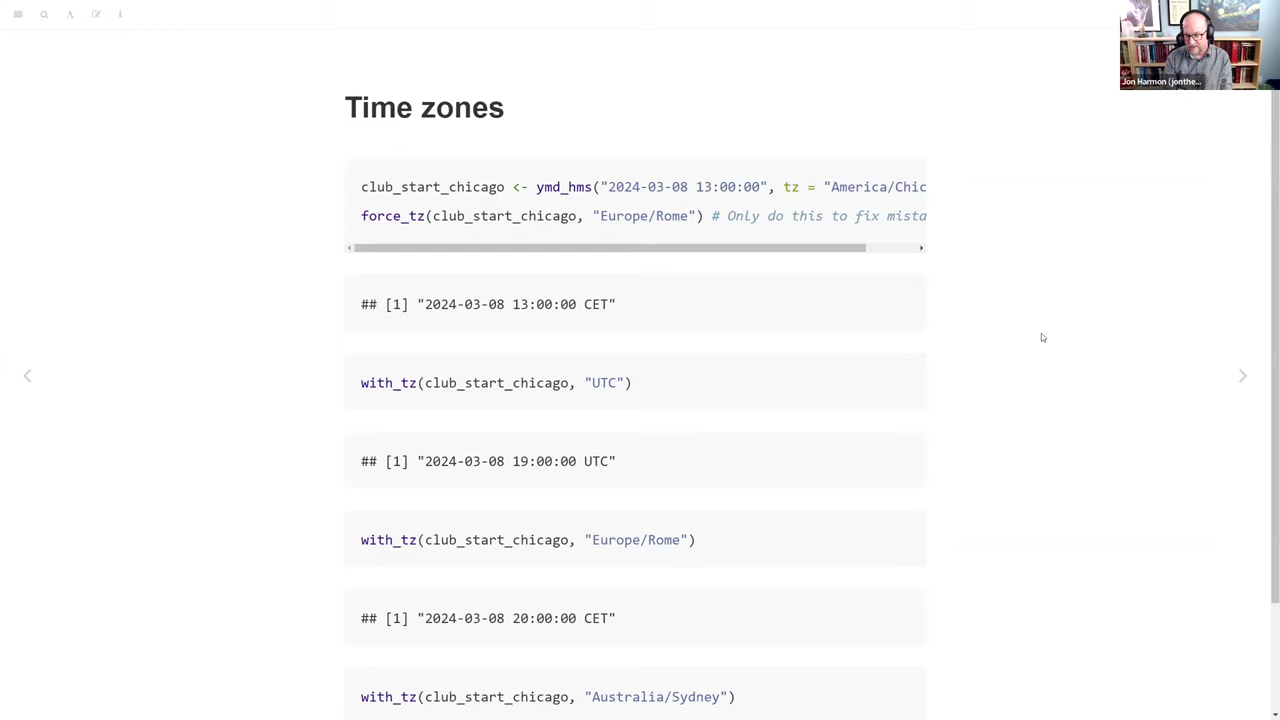 Jon Harmon (jonthe...
Time zones
club_start_chicago <- ymd_hms("2024-03-08 13:00:00", tz = "America/Chic
force_tz(club_start_chicago, "Europe/Rome") # Only do this to fix mista
## [1] "2024-03-08 13:00:00 CET"
with_tz(club_start_chicago, "UTC")
## [1] "2024-03-08 19:00:00 UTC"
with_tz(club_start_chicago, "Europe/Rome")
## [1] "2024-03-08 20:00:00 CET"
with_tz(club_start_chicago, "Australia/Sydney")